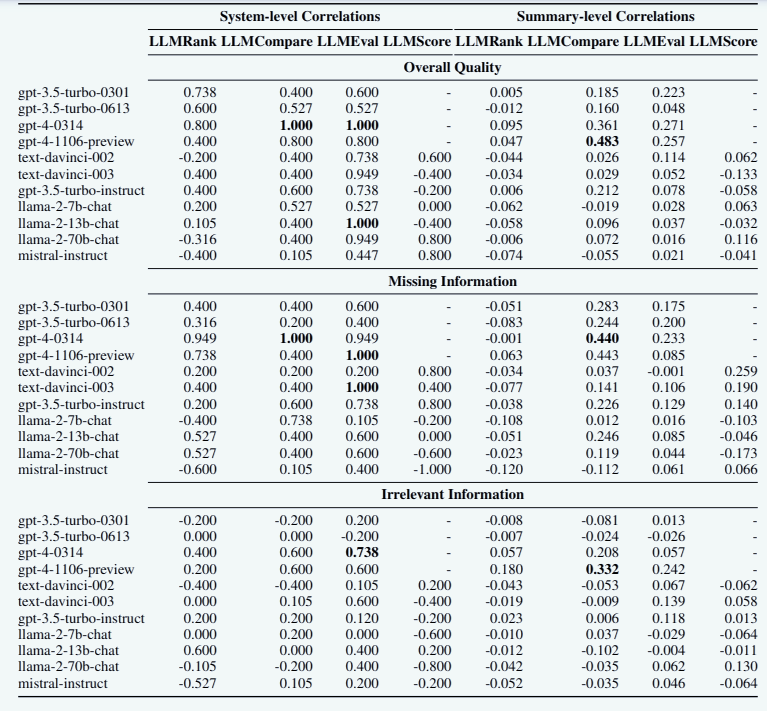 System-level Correlations Summary-level Correlations
LLMRank LLMCompare LLMEval LLMScore LLMRank LLMCompare LLMEval LLMScore
Overall Quality
gpt-3.5-turbo-0301 0.738 0.400 0.600 - 0.005 0.185 0.223 -
gpt-3.5-turbo-0613 0.600 0.527 0.527 - -0.012 0.160 0.048 -
gpt-4-0314 0.800 1.000 1.000 - 0.095 0.361 0.271 -
gpt-4-1106-preview 0.400 0.800 0.800 - 0.047 0.483 0.257 -
text-davinci-002 -0.200 0.400 0.738 0.600 -0.044 0.026 0.114 0.062
text-davinci-003 0.400 0.400 0.949 -0.400 -0.034 0.029 0.052 -0.133
gpt-3.5-turbo-instruct 0.400 0.600 0.738 -0.200 0.006 0.212 0.078 -0.058
llama-2-7b-chat 0.200 0.527 0.527 0.000 -0.062 -0.019 0.028 0.063
llama-2-13b-chat 0.105 0.400 1.000 -0.400 -0.058 0.096 0.037 -0.032
llama-2-70b-chat -0.316 0.400 0.949 0.800 -0.006 0.072 0.016 0.116
mistral-instruct -0.400 0.105 0.447 0.800 -0.074 -0.055 0.021 -0.041
Missing Information
gpt-3.5-turbo-0301 0.400 0.400 0.600 - -0.051 0.283 0.175 -
gpt-3.5-turbo-0613 0.316 0.200 0.400 - -0.083 0.244 0.200 -
gpt-4-0314 0.949 1.000 0.949 - -0.001 0.440 0.233 -
gpt-4-1106-preview 0.738 0.400 1.000 - 0.063 0.443 0.085 -
text-davinci-002 0.200 0.200 0.200 0.800 -0.034 0.037 -0.001 0.259
text-davinci-003 0.400 0.400 1.000 0.400 -0.077 0.141 0.106 0.190
gpt-3.5-turbo-instruct 0.200 0.600 0.738 0.800 -0.038 0.226 0.129 0.140
llama-2-7b-chat -0.400 0.738 0.105 -0.200 -0.108 0.012 0.016 -0.103
llama-2-13b-chat 0.527 0.400 0.600 0.000 -0.051 0.246 0.085 -0.046
llama-2-70b-chat 0.527 0.400 0.600 -0.600 -0.023 0.119 0.044 -0.173
mistral-instruct -0.600 0.105 0.400 -1.000 -0.120 -0.112 0.061 0.066
Irrelevant Information
gpt-3.5-turbo-0301 -0.200 -0.200 0.200 - -0.008 -0.081 0.013 -
gpt-3.5-turbo-0613 0.000 0.000 -0.200 - -0.007 -0.024 -0.026 -
gpt-4-0314 0.400 0.600 0.738 - 0.057 0.208 0.057 -
gpt-4-1106-preview 0.200 0.600 0.600 - 0.180 0.332 0.242 -
text-davinci-002 -0.400 -0.400 0.105 0.200 -0.043 -0.053 0.067 -0.062
text-davinci-003 0.000 0.105 0.600 -0.400 -0.019 -0.009 0.139 0.058
gpt-3.5-turbo-instruct 0.200 0.200 0.120 -0.200 0.023 0.006 0.118 0.013
llama-2-7b-chat 0.000 0.200 0.000 -0.600 -0.010 0.037 -0.029 -0.064
llama-2-13b-chat 0.600 0.000 0.400 0.200 -0.012 -0.102 -0.004 -0.011
llama-2-70b-chat -0.105 -0.200 0.400 -0.800 -0.042 -0.035 0.062 0.130
mistral-instruct -0.527 0.105 0.200 -0.200 -0.052 -0.035 0.046 -0.064